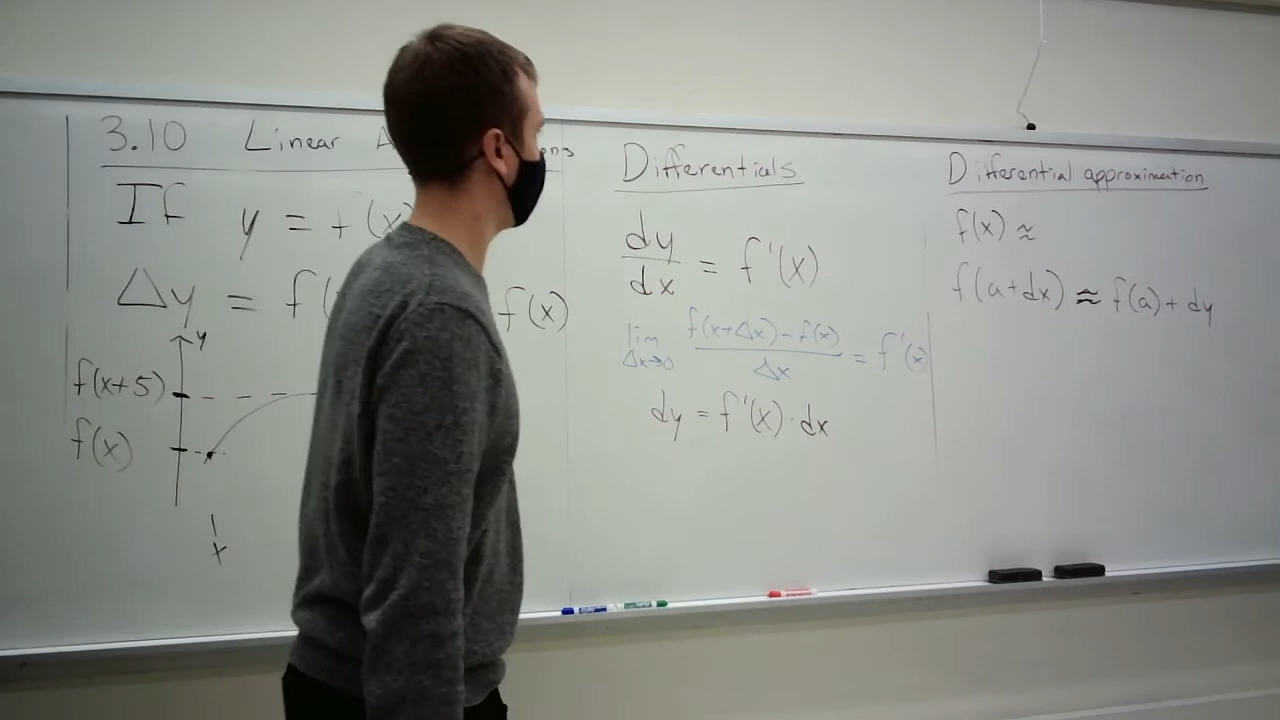 3.10 Linear
If y = f(x
Δy = f( f(x)
y
f(x+5)
f(x)
x
Differentials
dy/dx = f'(x)
lim Δx→0 (f(x+Δx)-f(x))/Δx = f'(x)
dy = f'(x)·dx
Differential approximation
f(x) ≈
f(a+dx) ≈ f(a)+dy